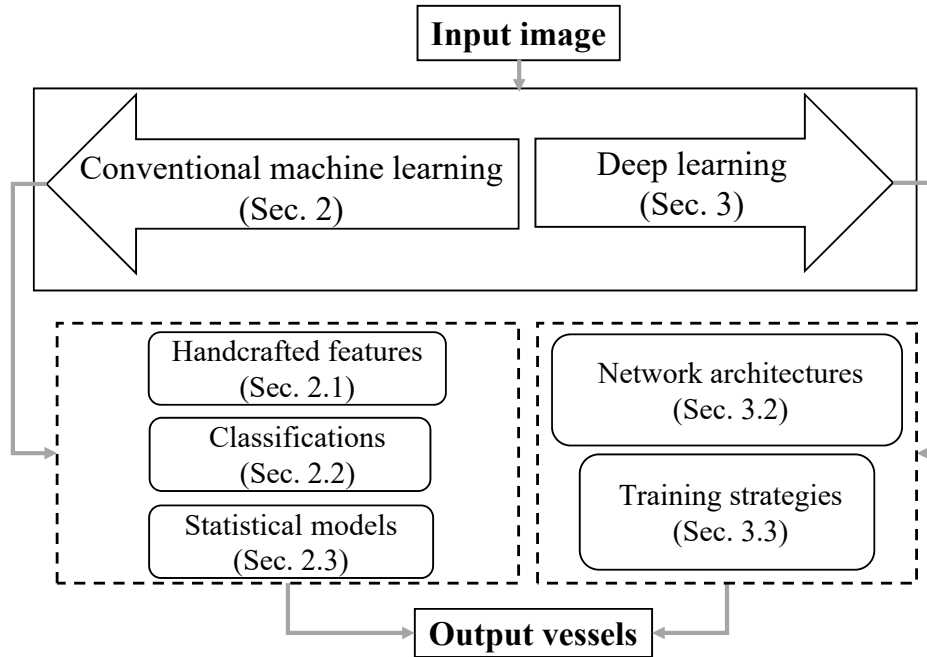 Input image
Conventional machine learning
(Sec. 2)
Deep learning
(Sec. 3)
Handcrafted features
(Sec. 2.1)
Classifications
(Sec. 2.2)
Statistical models
(Sec. 2.3)
Network architectures
(Sec. 3.2)
Training strategies
(Sec. 3.3)
Output vessels